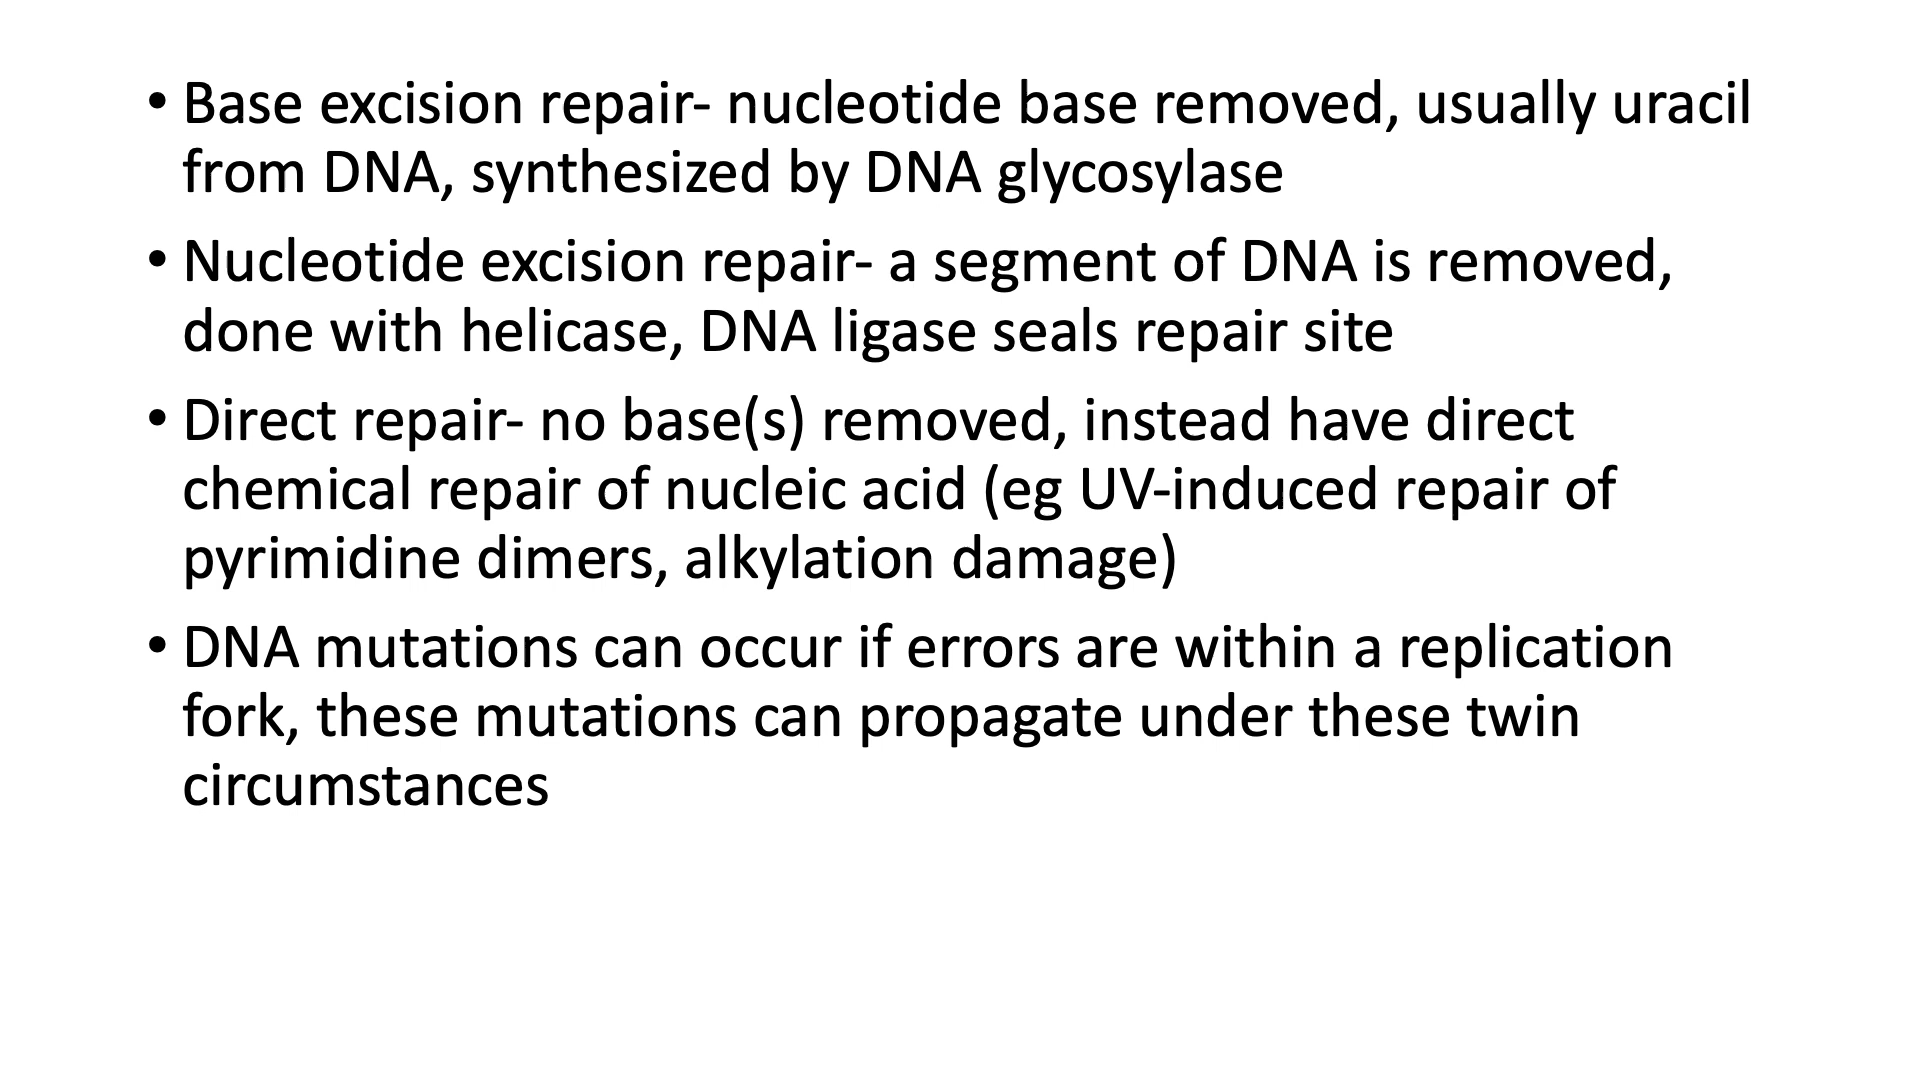 • Base excision repair- nucleotide base removed, usually uracil
from DNA, synthesized by DNA glycosylase
• Nucleotide excision repair- a segment of DNA is removed,
done with helicase, DNA ligase seals repair site
• Direct repair- no base(s) removed, instead have direct
chemical repair of nucleic acid (eg UV-induced repair of
pyrimidine dimers, alkylation damage)
• DNA mutations can occur if errors are within a replication
fork, these mutations can propagate under these twin
circumstances